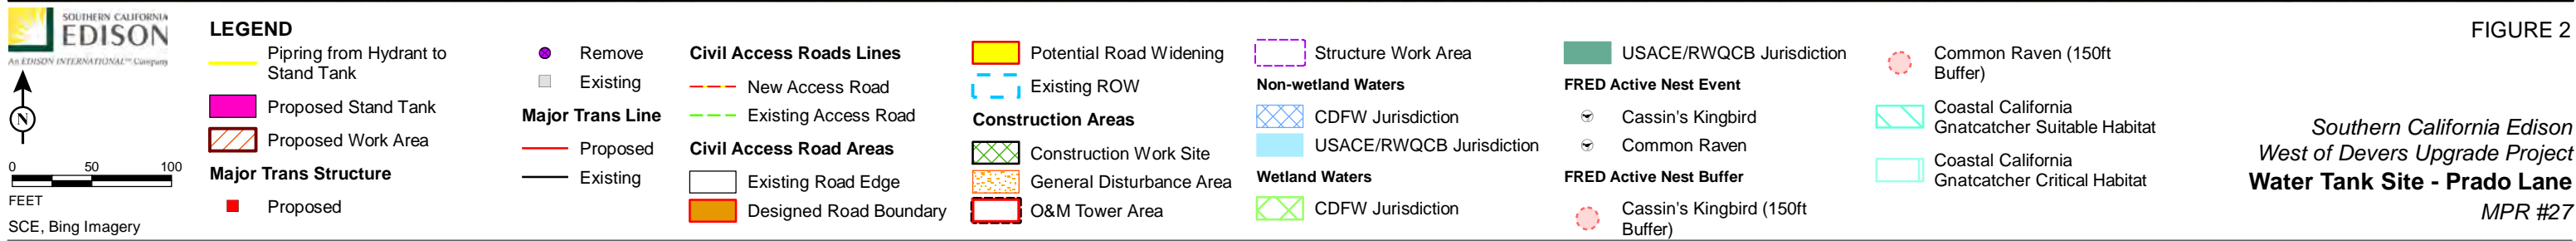 SOUTHERN CALIFORNIA
EDISON
An EDISON INTERNATIONAL℠ Company
N
0 50 100
FEET
SCE, Bing Imagery
LEGEND
Pipring from Hydrant to
Stand Tank
Proposed Stand Tank
Proposed Work Area
Major Trans Structure
Proposed
Remove
Existing
Major Trans Line
Proposed
Existing
Civil Access Roads Lines
New Access Road
Existing Access Road
Civil Access Road Areas
Existing Road Edge
Designed Road Boundary
Potential Road Widening
Existing ROW
Construction Areas
Construction Work Site
General Disturbance Area
O&M Tower Area
Structure Work Area
Non-wetland Waters
CDFW Jurisdiction
USACE/RWQCB Jurisdiction
Wetland Waters
CDFW Jurisdiction
USACE/RWQCB Jurisdiction
FRED Active Nest Event
Cassin's Kingbird
Common Raven
FRED Active Nest Buffer
Cassin's Kingbird (150ft
Buffer)
Common Raven (150ft
Buffer)
Coastal California
Gnatcatcher Suitable Habitat
Coastal California
Gnatcatcher Critical Habitat
FIGURE 2
Southern California Edison
West of Devers Upgrade Project
Water Tank Site - Prado Lane
MPR #27